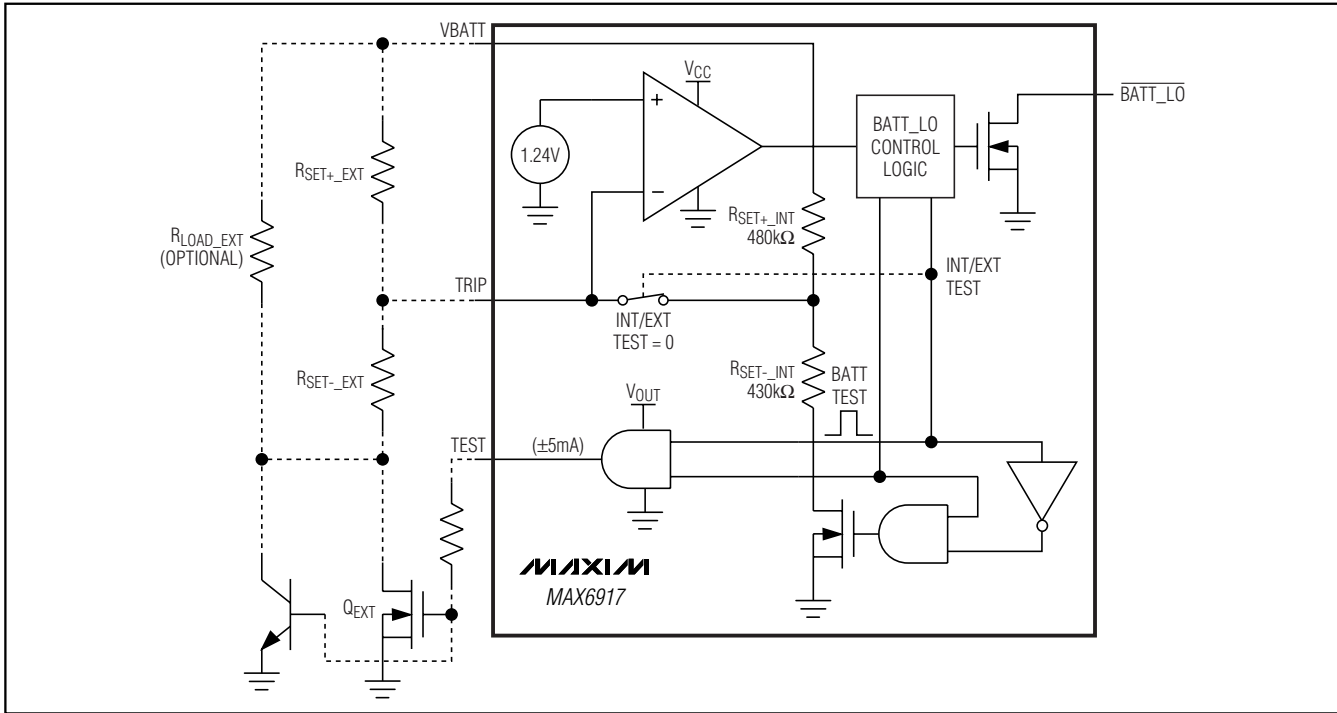 VBATT
VCC
1.24V
+
−
BATT_LO
CONTROL
LOGIC
BATT_LO
RSET+_EXT
RLOAD_EXT
(OPTIONAL)
RSET+_INT
480kΩ
TRIP
INT/EXT
TEST = 0
INT/EXT
TEST
RSET-_EXT
RSET-_INT
430kΩ
BATT
TEST
VOUT
TEST
(±5mA)
QEXT
MAXIM
MAX6917